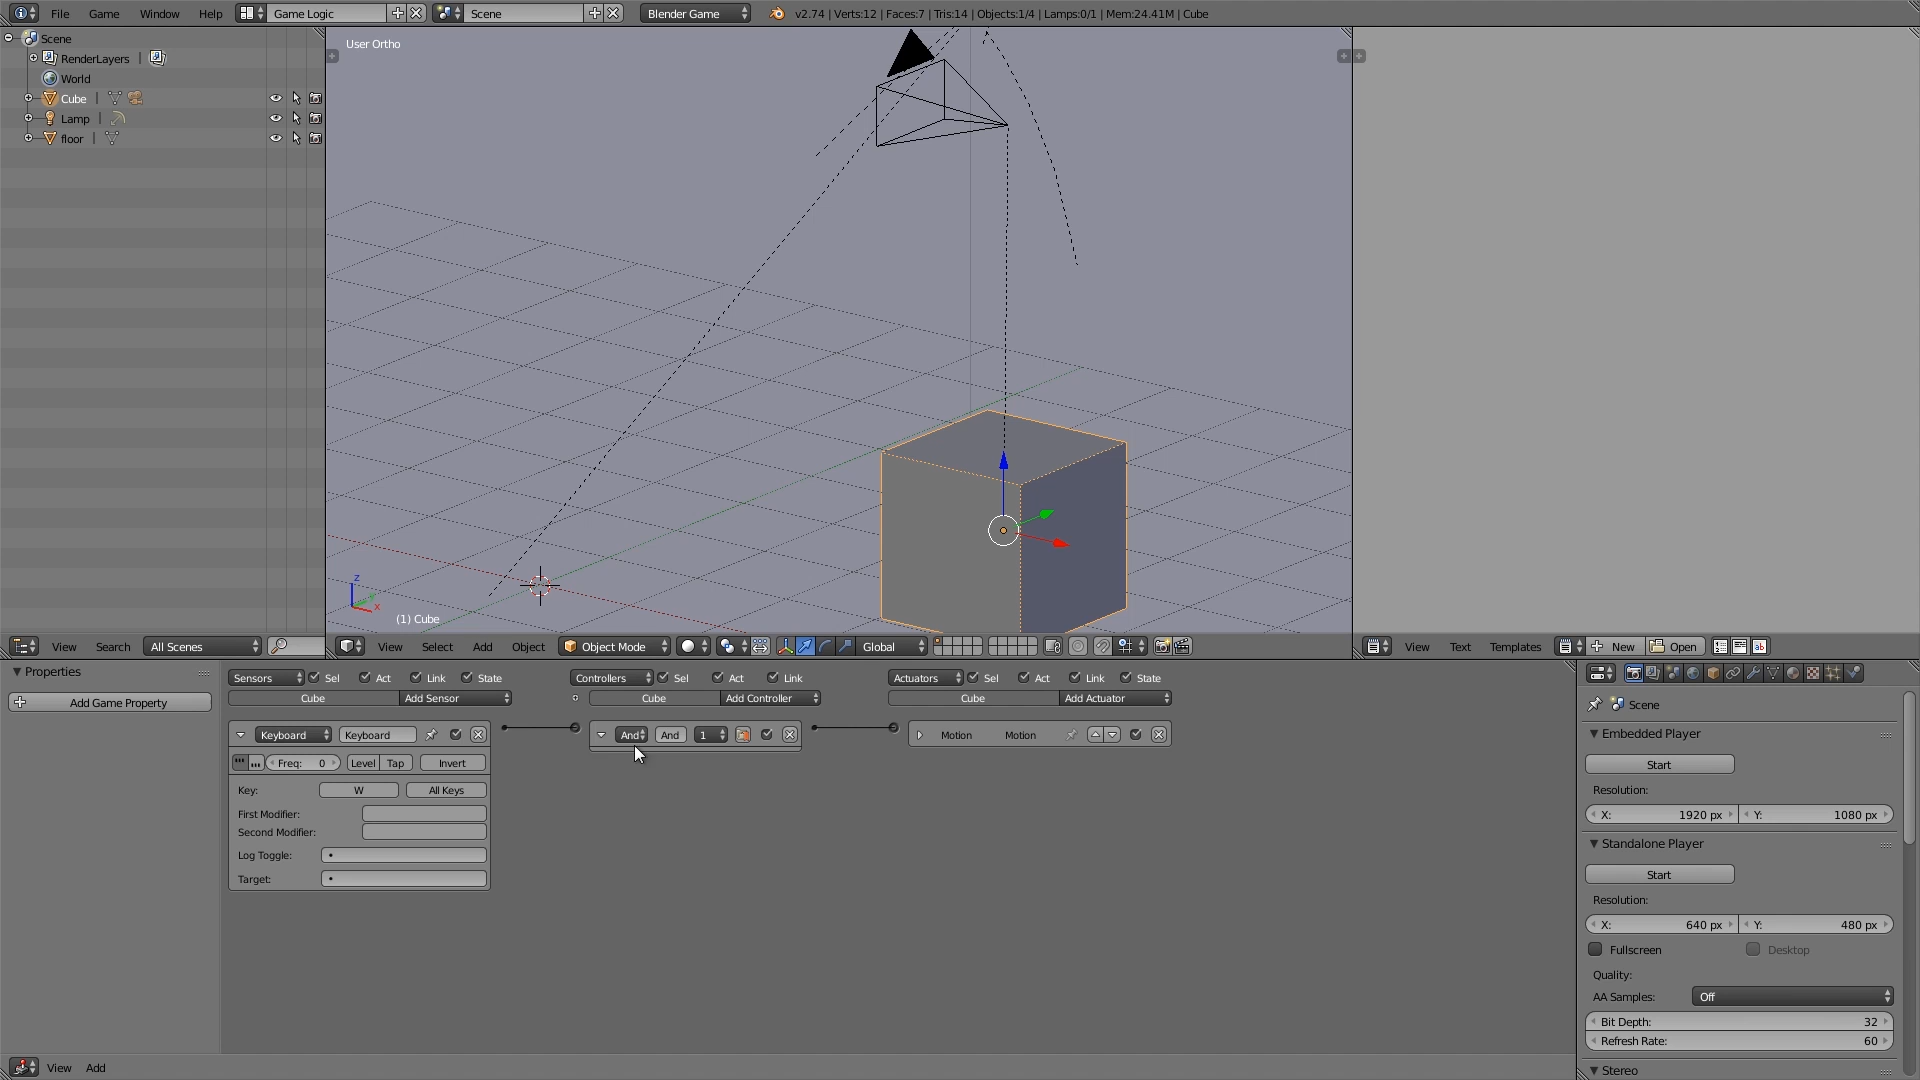 File Game Window Help Game Logic Scene Blender Game v2.74 | Verts:12 | Faces:7 | Tris:14 | Objects:1/4 | Lamps:0/1 | Mem:24.41M | Cube
Scene
RenderLayers |
World
Cube |
Lamp |
floor |
User Ortho
z
y
x
(1) Cube
View Search All Scenes
View Select Add Object Object Mode Global
View Text Templates New Open
Properties
Add Game Property
Sensors Sel Act Link State
Cube Add Sensor
Keyboard Keyboard
Freq: 0 Level Tap Invert
Key: W All Keys
First Modifier:
Second Modifier:
Log Toggle:
Target:
Controllers Sel Act Link
Cube Add Controller
And And 1
Actuators Sel Act Link State
Cube Add Actuator
Motion Motion
Scene
Embedded Player
Start
Resolution:
X: 1920 px Y: 1080 px
Standalone Player
Start
Resolution:
X: 640 px Y: 480 px
Fullscreen Desktop
Quality:
AA Samples: Off
Bit Depth: 32
Refresh Rate: 60
Stereo
View Add